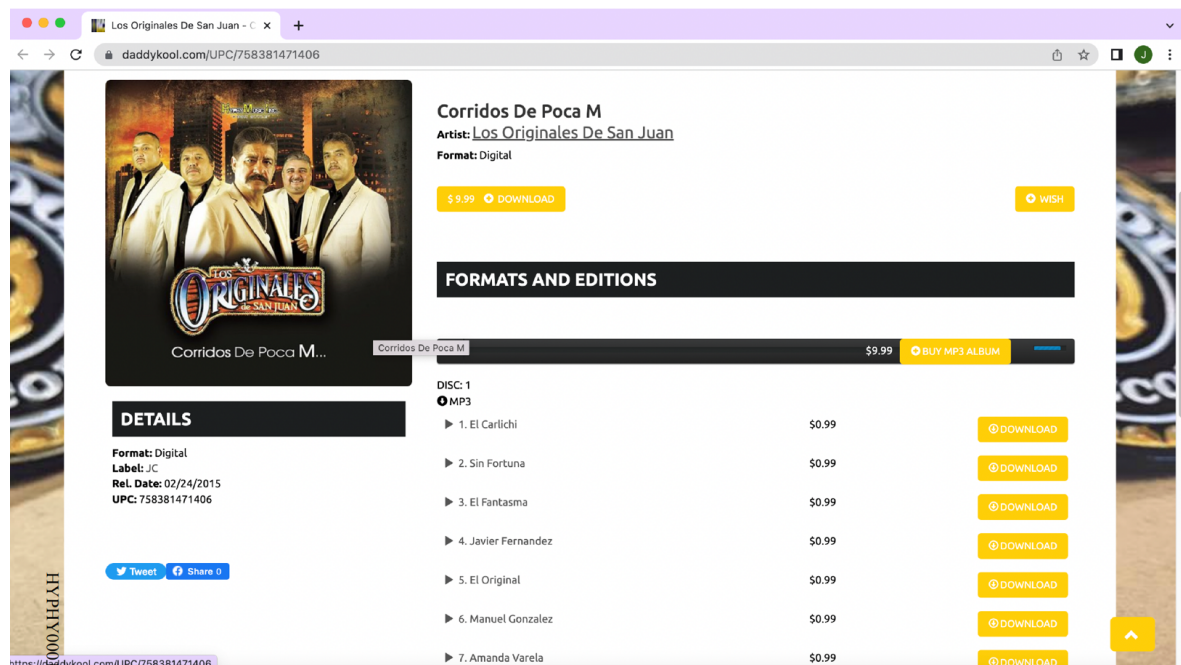 Los Originales De San Juan - C
daddykool.com/UPC/758381471406
J
LOS
ORIGINALES
de SAN JUAN
Corridos De Poca M...
Corridos De Poca M
Artist: Los Originales De San Juan
Format: Digital
$ 9.99 DOWNLOAD
WISH
FORMATS AND EDITIONS
Corridos De Poca M
$9.99 BUY MP3 ALBUM
DISC: 1
MP3
1. El Carlichi $0.99 DOWNLOAD
2. Sin Fortuna $0.99 DOWNLOAD
3. El Fantasma $0.99 DOWNLOAD
4. Javier Fernandez $0.99 DOWNLOAD
5. El Original $0.99 DOWNLOAD
6. Manuel Gonzalez $0.99 DOWNLOAD
7. Amanda Varela $0.99 DOWNLOAD
DETAILS
Format: Digital
Label: JC
Rel. Date: 02/24/2015
UPC: 758381471406
Tweet Share 0
HYPHY000
https://daddykool.com/UPC/758381471406